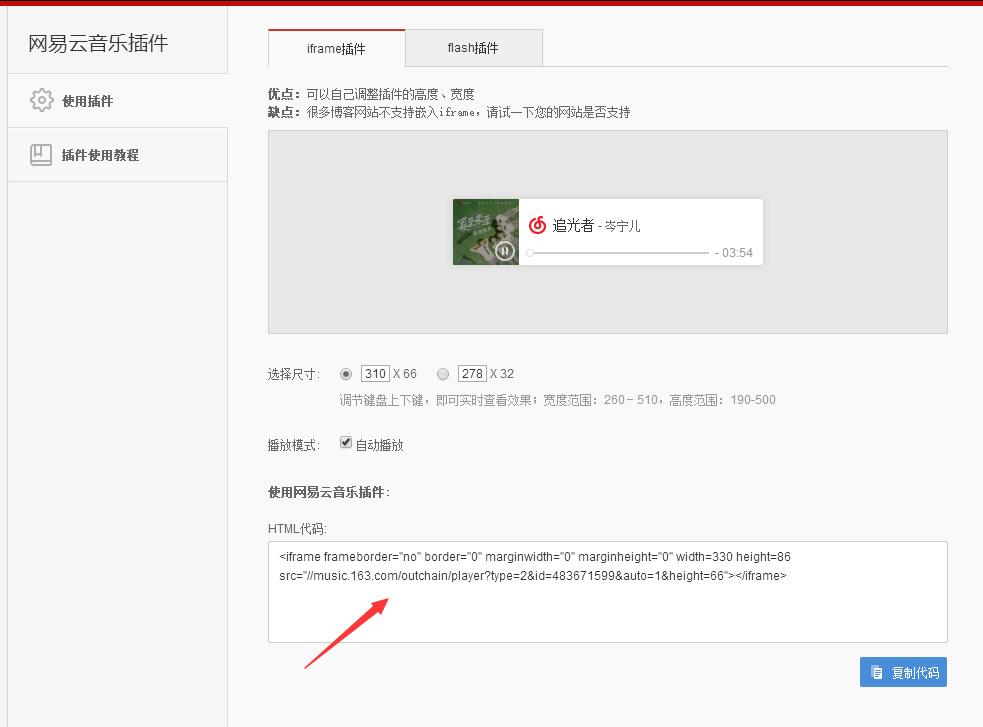 网易云音乐插件
使用插件
插件使用教程
iframe插件
flash插件
优点：可以自己调整插件的高度、宽度
缺点：很多博客网站不支持嵌入iframe，请试一下您的网站是否支持
追光者 - 岑宁儿
- 03:54
选择尺寸： 310 X 66 278 X 32
调节键盘上下键，即可实时查看效果；宽度范围：260－510，高度范围：190-500
播放模式： 自动播放
使用网易云音乐插件：
HTML代码:
<iframe frameborder="no" border="0" marginwidth="0" marginheight="0" width=330 height=86
src="//music.163.com/outchain/player?type=2&id=483671599&auto=1&height=66"></iframe>
复制代码